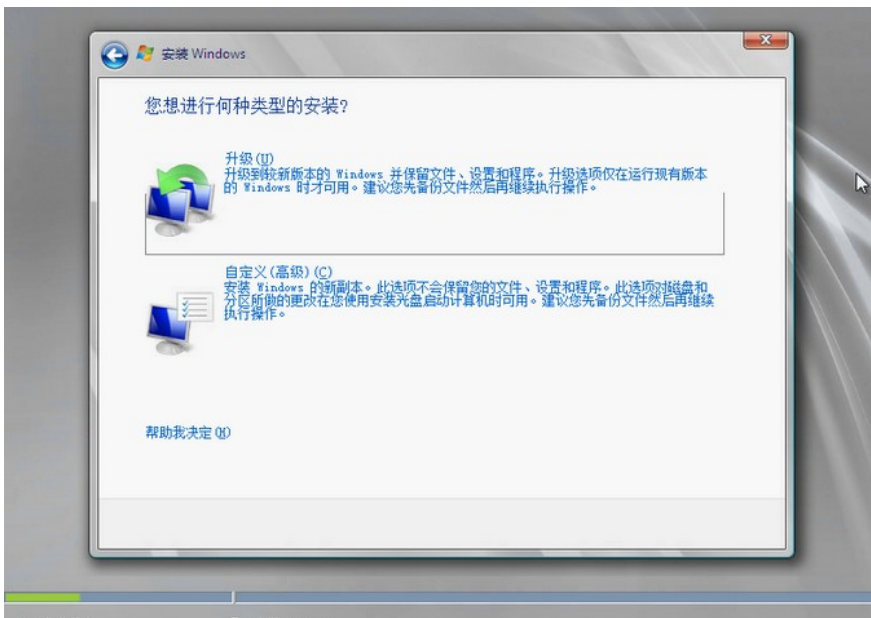 安装 Windows
您想进行何种类型的安装?
升级(U)
升级到较新版本的 Windows 并保留文件、设置和程序。升级选项仅在运行现有版本
的 Windows 时才可用。建议您先备份文件然后再继续执行操作。
自定义(高级)(C)
安装 Windows 的新副本。此选项不会保留您的文件、设置和程序。此选项对磁盘和
分区所做的更改在您使用安装光盘启动计算机时可用。建议您先备份文件然后再继续
执行操作。
帮助我决定(H)